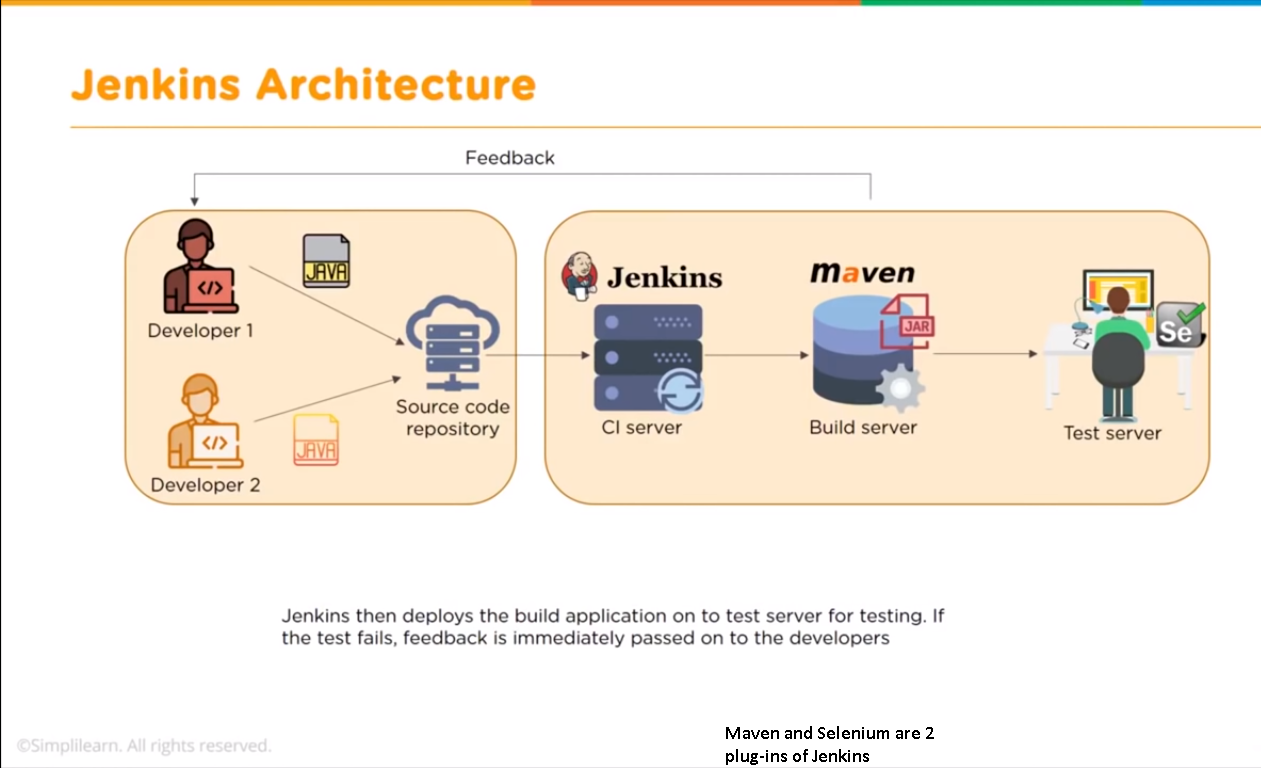 Jenkins Architecture
Feedback
JAVA
Developer 1
JAVA
Developer 2
Source code
repository
Jenkins
CI server
maven
JAR
Build server
Se
Test server
Jenkins then deploys the build application on to test server for testing. If
the test fails, feedback is immediately passed on to the developers
©Simplilearn. All rights reserved.
Maven and Selenium are 2
plug-ins of Jenkins